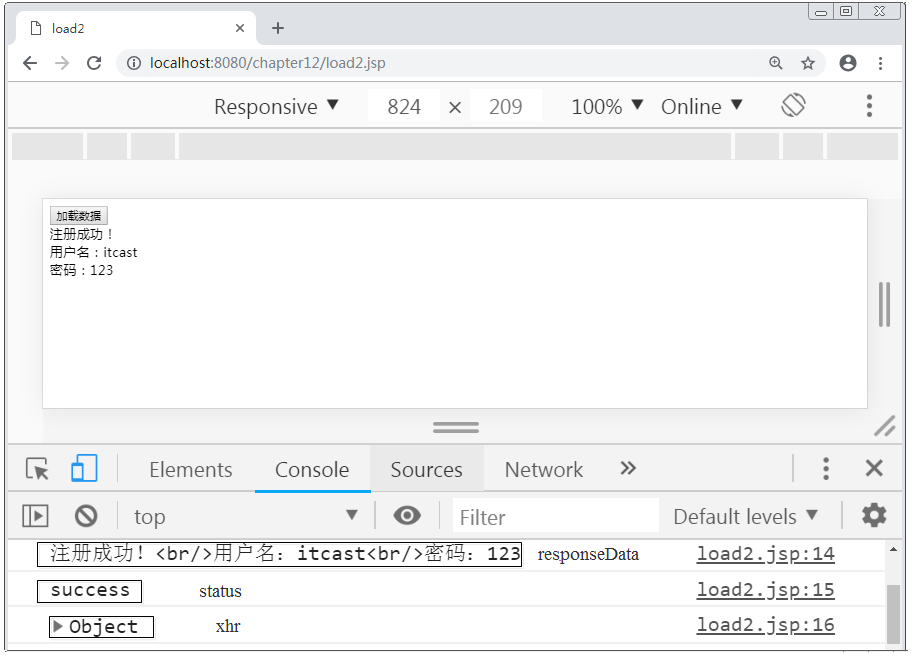 load2
localhost:8080/chapter12/load2.jsp
Responsive 824 × 209 100% Online
加载数据
注册成功！
用户名：itcast
密码：123
Elements Console Sources Network »
top Filter Default levels
注册成功！<br/>用户名：itcast<br/>密码：123 responseData load2.jsp:14
success status load2.jsp:15
Object xhr load2.jsp:16